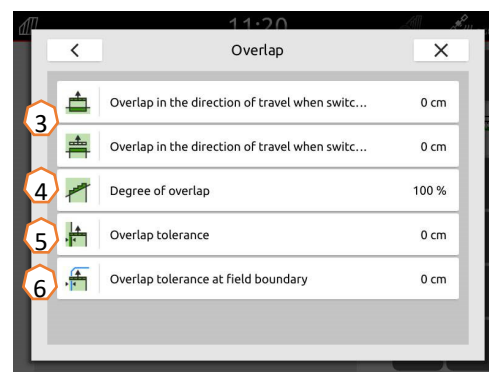 11:20
Overlap
3
Overlap in the direction of travel when switc... 0 cm
Overlap in the direction of travel when switc... 0 cm
4
Degree of overlap 100 %
5
Overlap tolerance 0 cm
6
Overlap tolerance at field boundary 0 cm